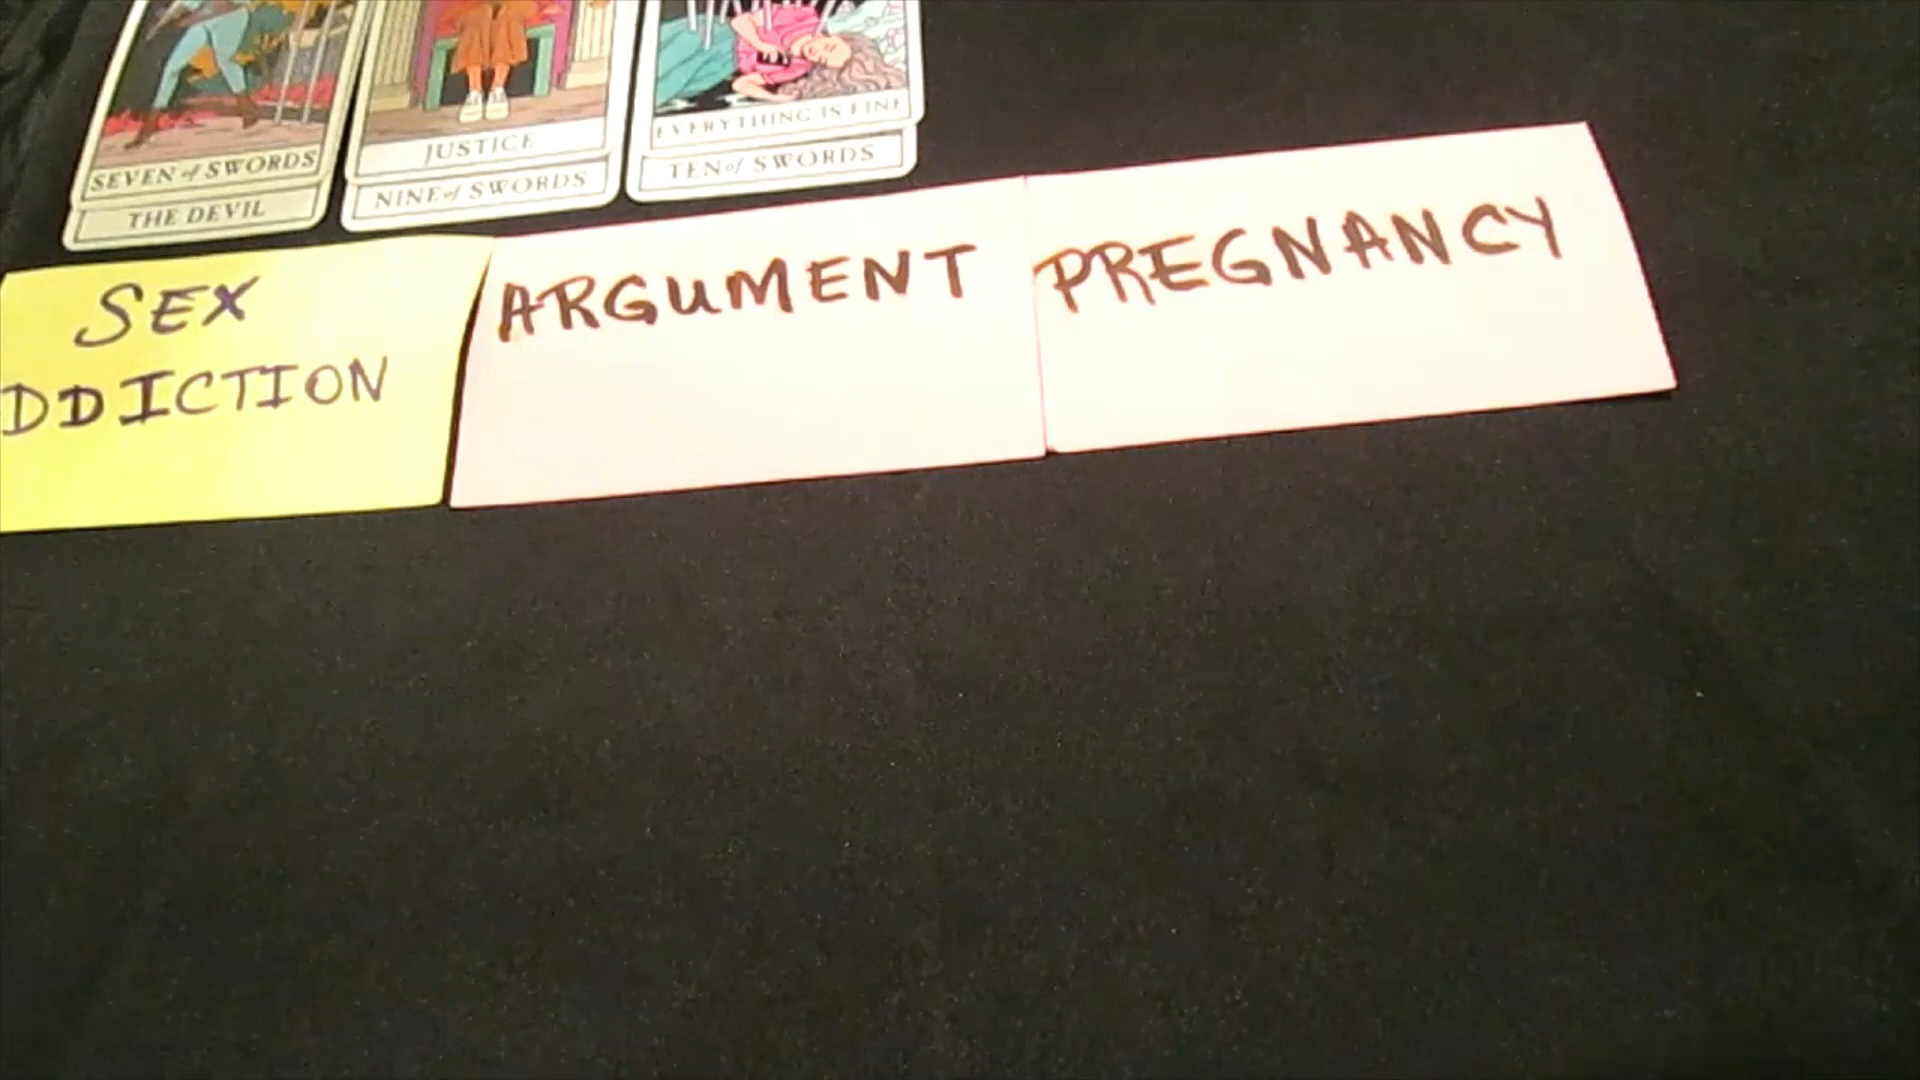 SEVEN of SWORDS
THE DEVIL
JUSTICE
NINE of SWORDS
EVERYTHING IS FINE
TEN of SWORDS
SEX
DDICTION
ARGUMENT
PREGNANCY